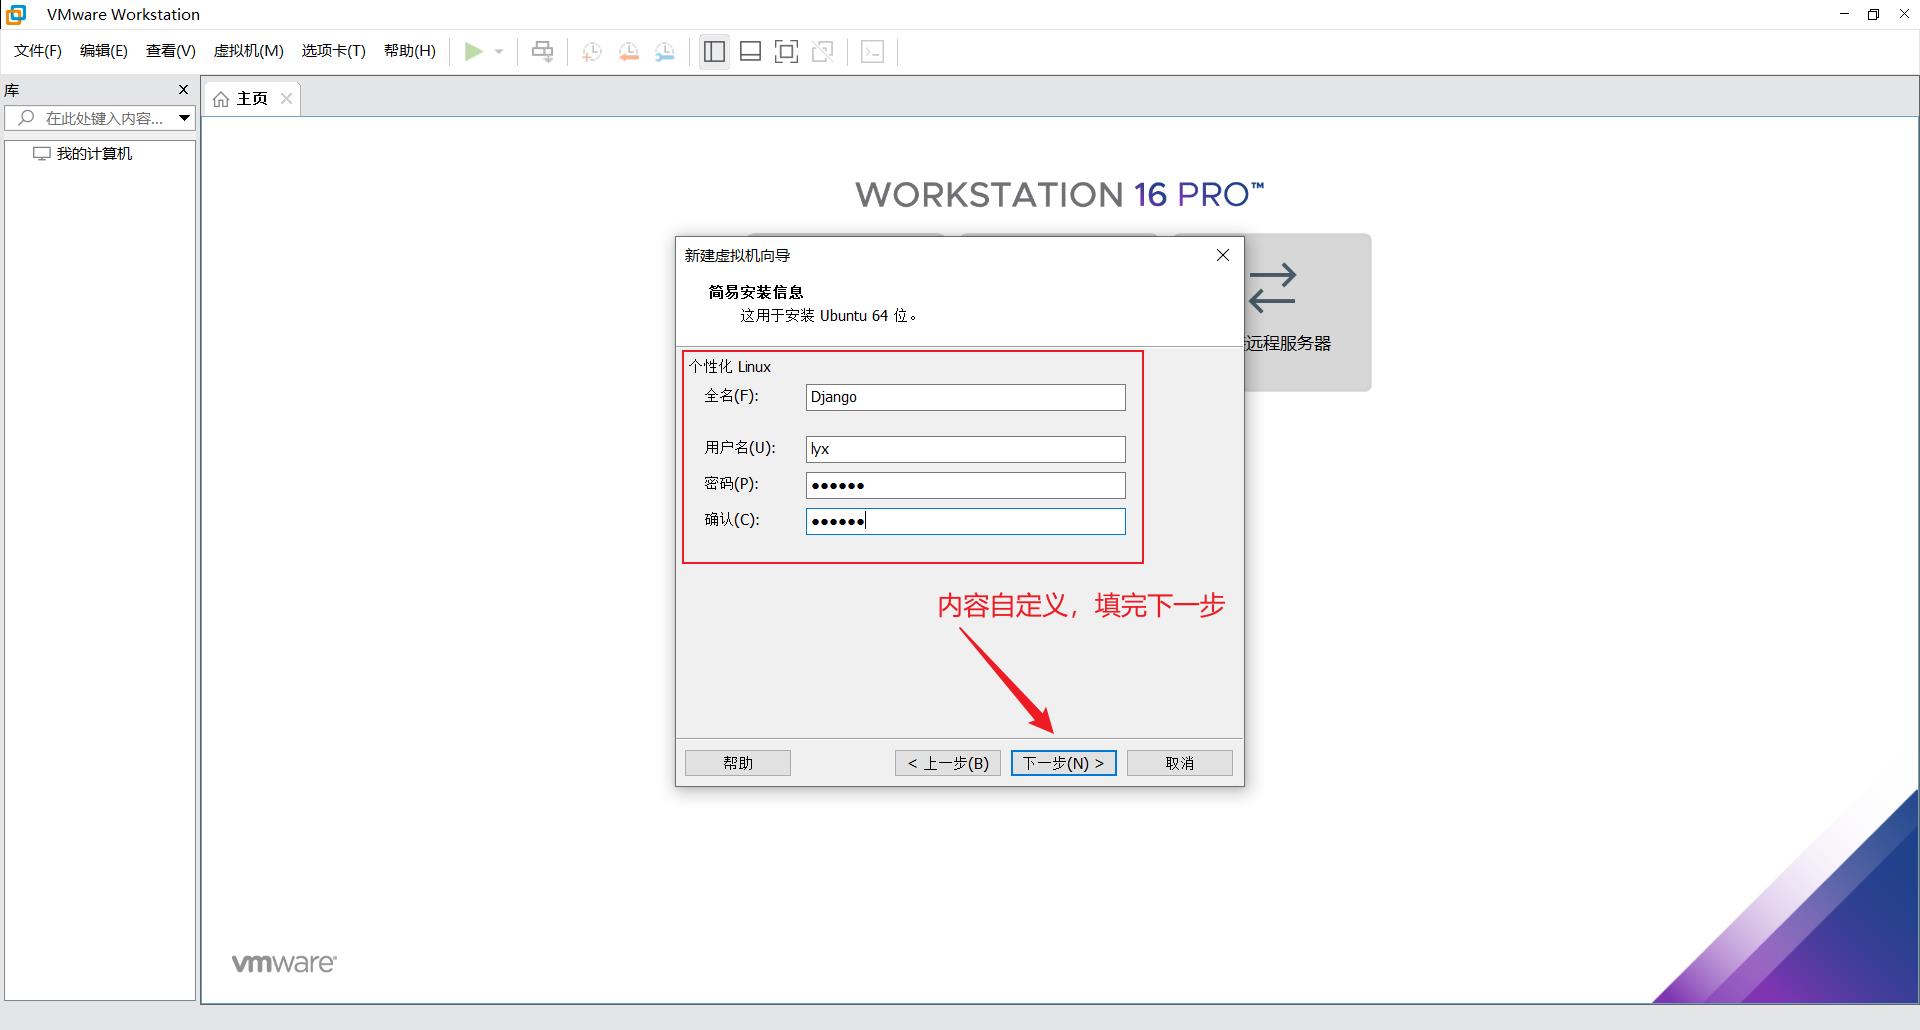 VMware Workstation
文件(F) 编辑(E) 查看(V) 虚拟机(M) 选项卡(T) 帮助(H)
库
主页
在此处键入内容...
我的计算机
WORKSTATION 16 PRO™
新建虚拟机向导
简易安装信息
这用于安装 Ubuntu 64 位。
远程服务器
个性化 Linux
全名(F): Django
用户名(U): lyx
密码(P): ●●●●●●
确认(C): ●●●●●●
内容自定义，填完下一步
帮助 < 上一步(B) 下一步(N) > 取消
vmware